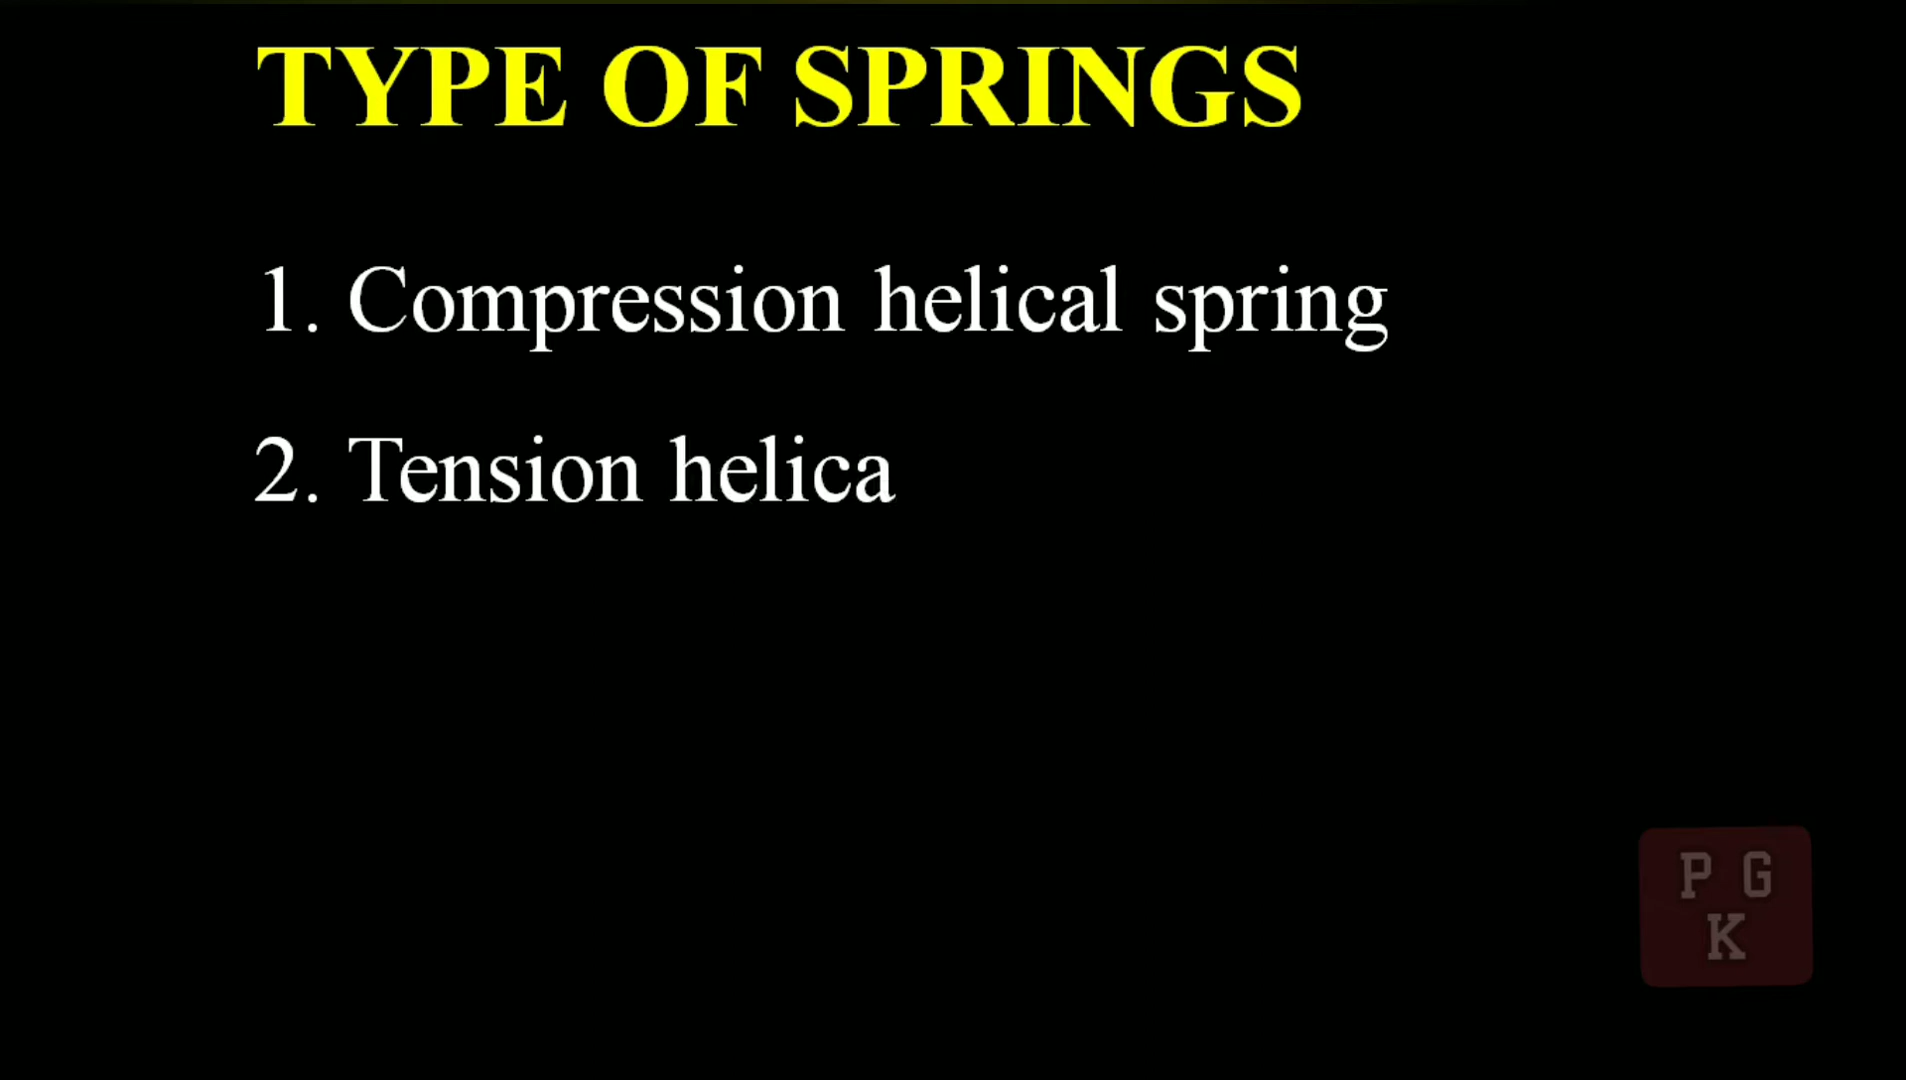 TYPE OF SPRINGS
1. Compression helical spring
2. Tension helica
P G
K